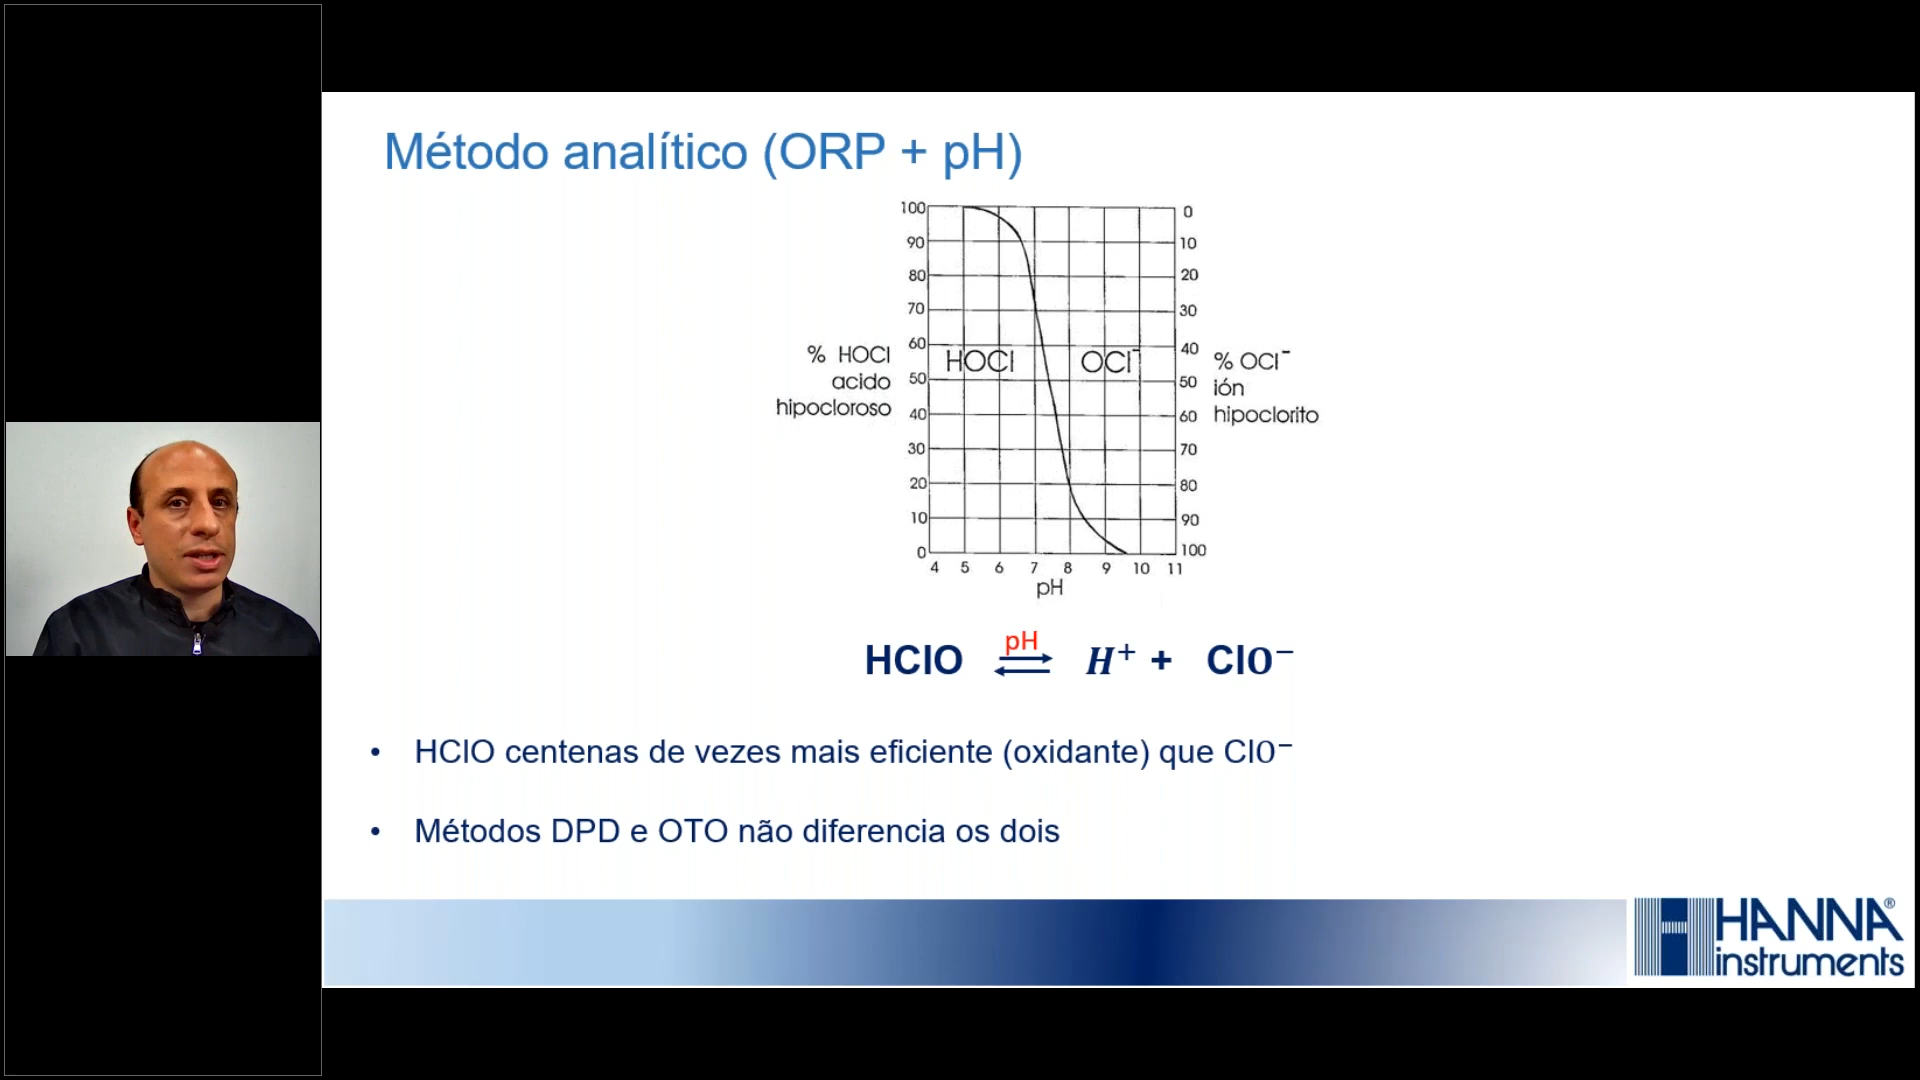 Método analítico (ORP + pH)
100
90
80
70
60
50
40
30
20
10
0
0
10
20
30
40
50
60
70
80
90
100
% HOCl
acido
hipocloroso
HOCl
OCl⁻
% OCl⁻
ión
hipoclorito
4 5 6 7 8 9 10 11
pH
pH
HClO ⇌ H⁺ + ClO⁻
• HClO centenas de vezes mais eficiente (oxidante) que ClO⁻
• Métodos DPD e OTO não diferencia os dois
HANNA®
instruments